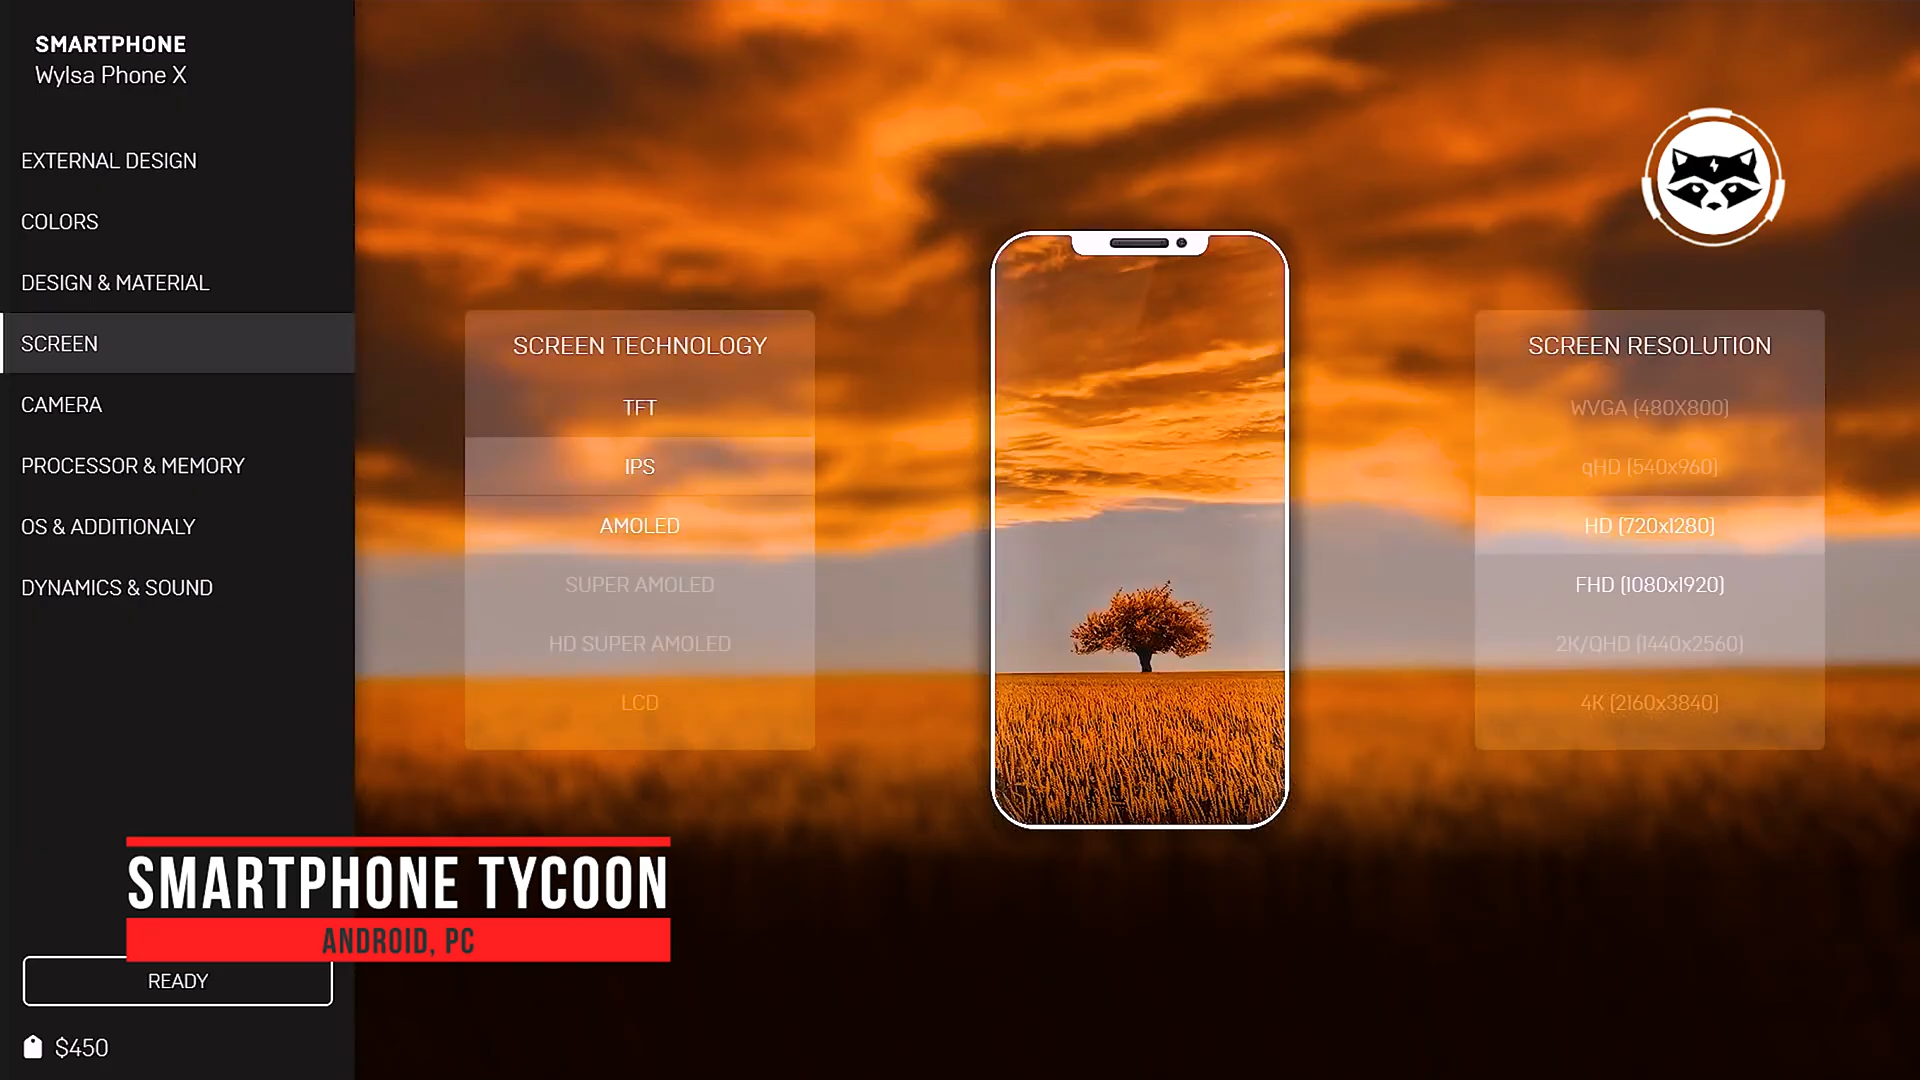 SMARTPHONE
Wylsa Phone X
EXTERNAL DESIGN
COLORS
DESIGN & MATERIAL
SCREEN
CAMERA
PROCESSOR & MEMORY
OS & ADDITIONALY
DYNAMICS & SOUND
SCREEN TECHNOLOGY
TFT
IPS
AMOLED
SUPER AMOLED
HD SUPER AMOLED
LCD
SCREEN RESOLUTION
WVGA (480X800)
qHD (540x960)
HD (720x1280)
FHD (1080x1920)
2K/QHD (1440x2560)
4K (2160x3840)
SMARTPHONE TYCOON
ANDROID, PC
READY
$450